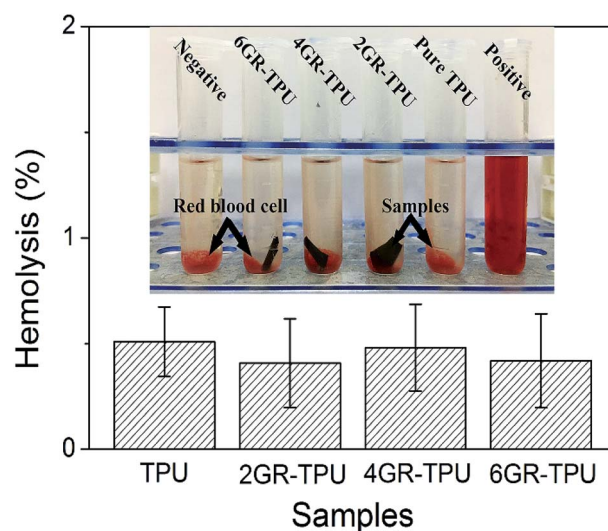 2
Negative
6GR-TPU
4GR-TPU
2GR-TPU
Pure TPU
Positive
Red blood cell
Samples
Hemolysis (%)
1
0
TPU
2GR-TPU
4GR-TPU
6GR-TPU
Samples